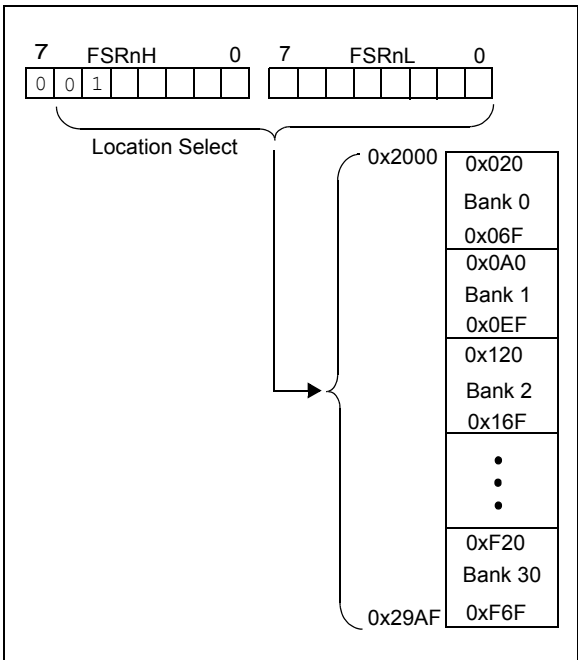 7 FSRnH 0 7 FSRnL 0
0 0 1
Location Select
0x2000
0x020
Bank 0
0x06F
0x0A0
Bank 1
0x0EF
0x120
Bank 2
0x16F
0xF20
Bank 30
0xF6F
0x29AF